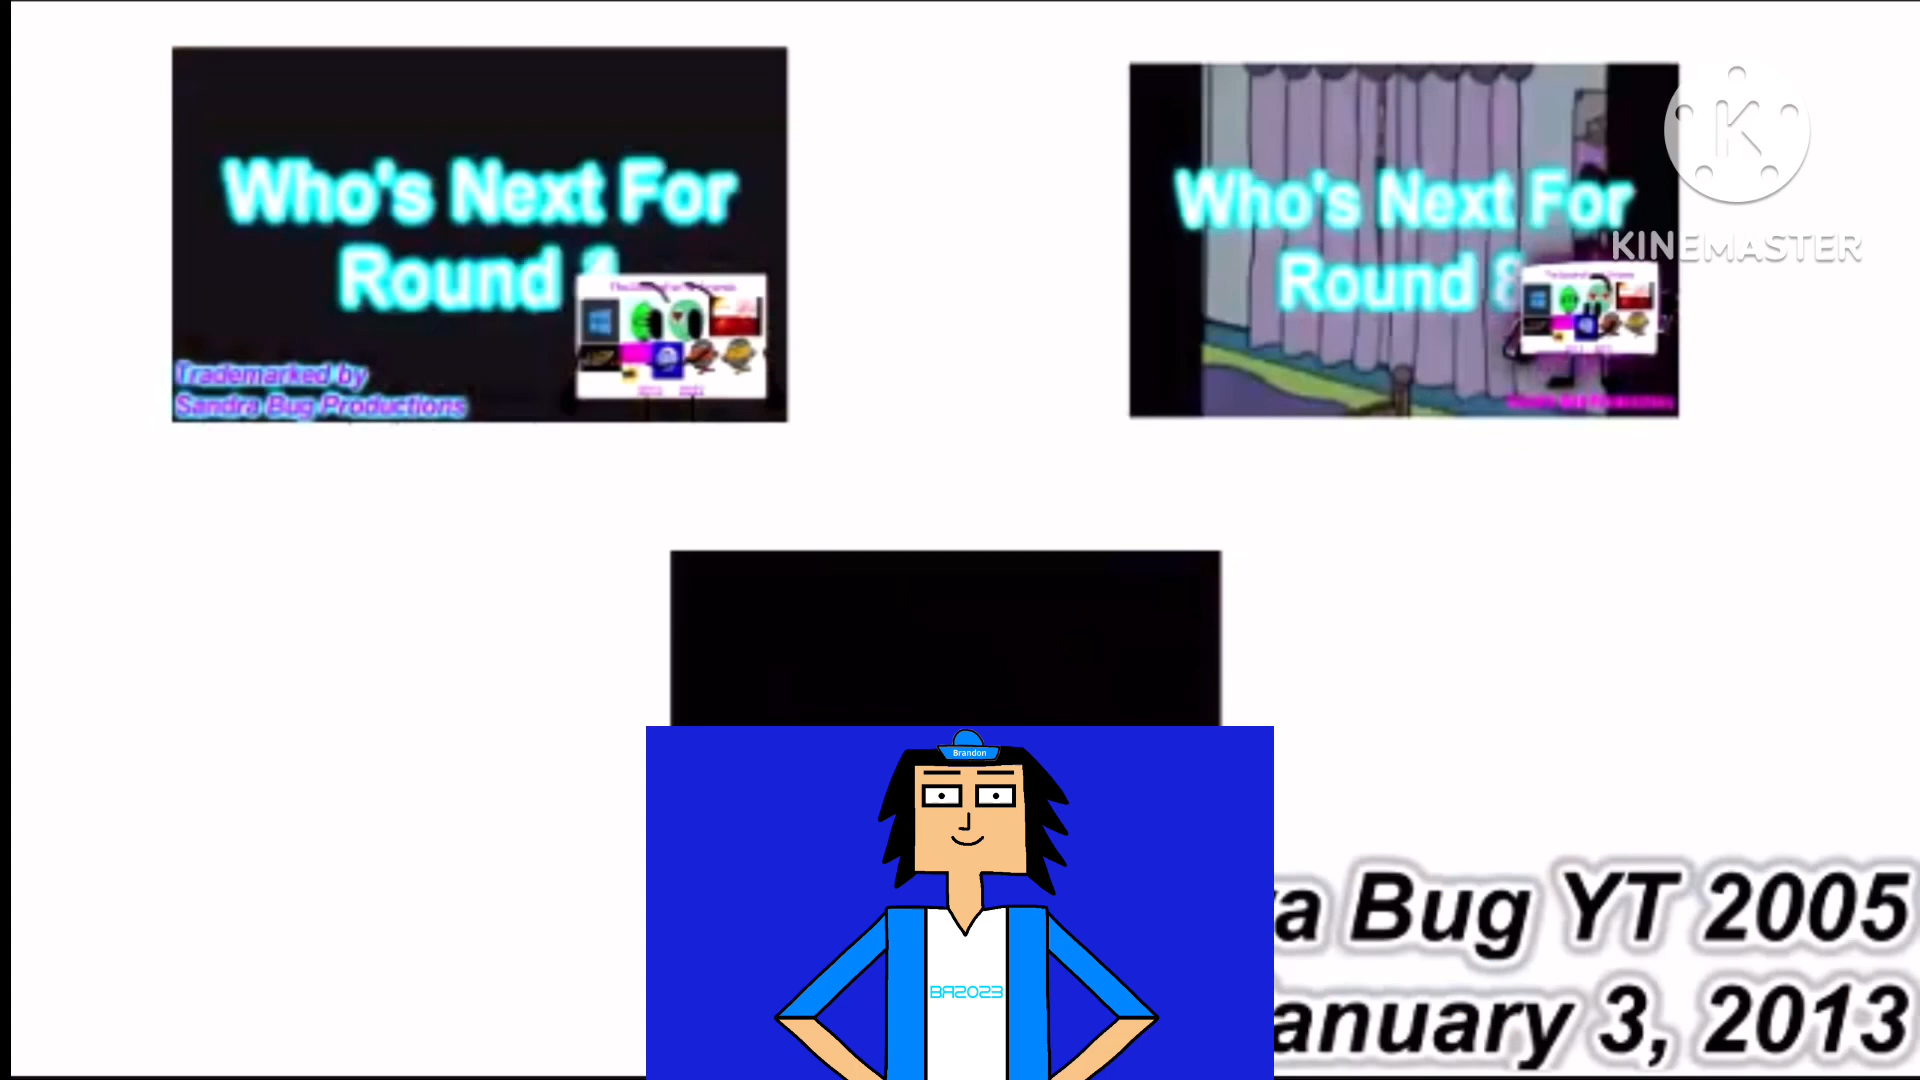 Who's Next For
Round
Trademarked by
Sandra Bug Productions
Who's Next For
Round 8
KINEMASTER
Brandon
BA2023
a Bug YT 2005
anuary 3, 2013